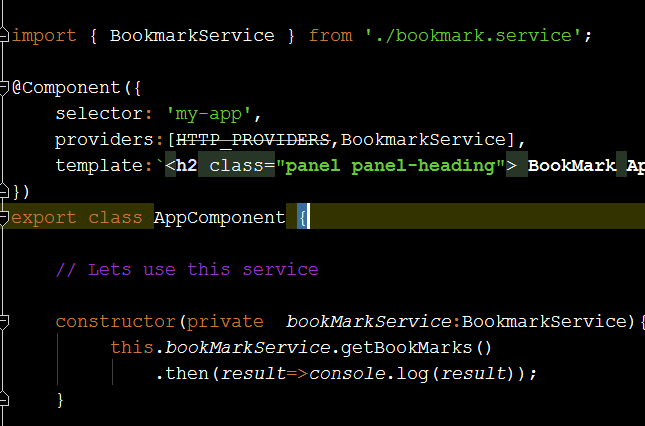 import { BookmarkService } from './bookmark.service';
@Component({
selector: 'my-app',
providers:[HTTP_PROVIDERS,BookmarkService],
template:`<h2 class="panel panel-heading"> BookMark Ap
})
export class AppComponent {
// Lets use this service
constructor(private  bookMarkService:BookmarkService){
this.bookMarkService.getBookMarks()
.then(result=>console.log(result));
}